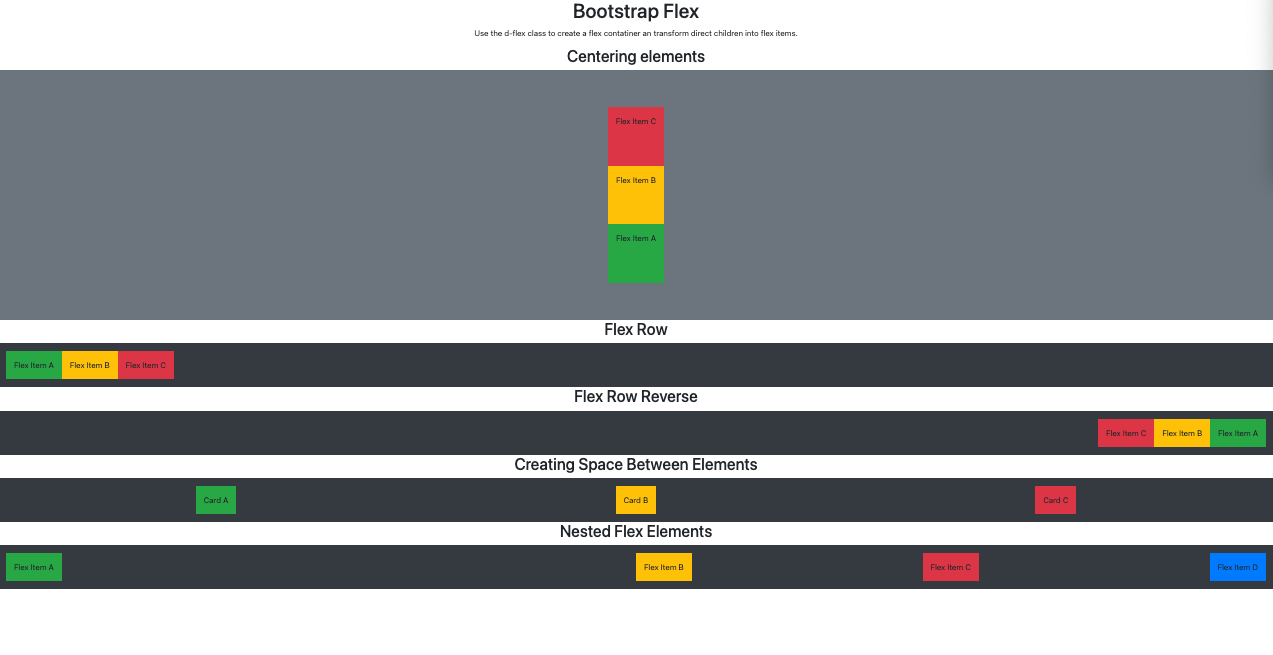 Bootstrap Flex
Use the d-flex class to create a flex contatiner an transform direct children into flex items.
Centering elements
Flex Item C
Flex Item B
Flex Item A
Flex Row
Flex Item A Flex Item B Flex Item C
Flex Row Reverse
Flex Item C Flex Item B Flex Item A
Creating Space Between Elements
Card A Card B Card C
Nested Flex Elements
Flex Item A Flex Item B Flex Item C Flex Item D